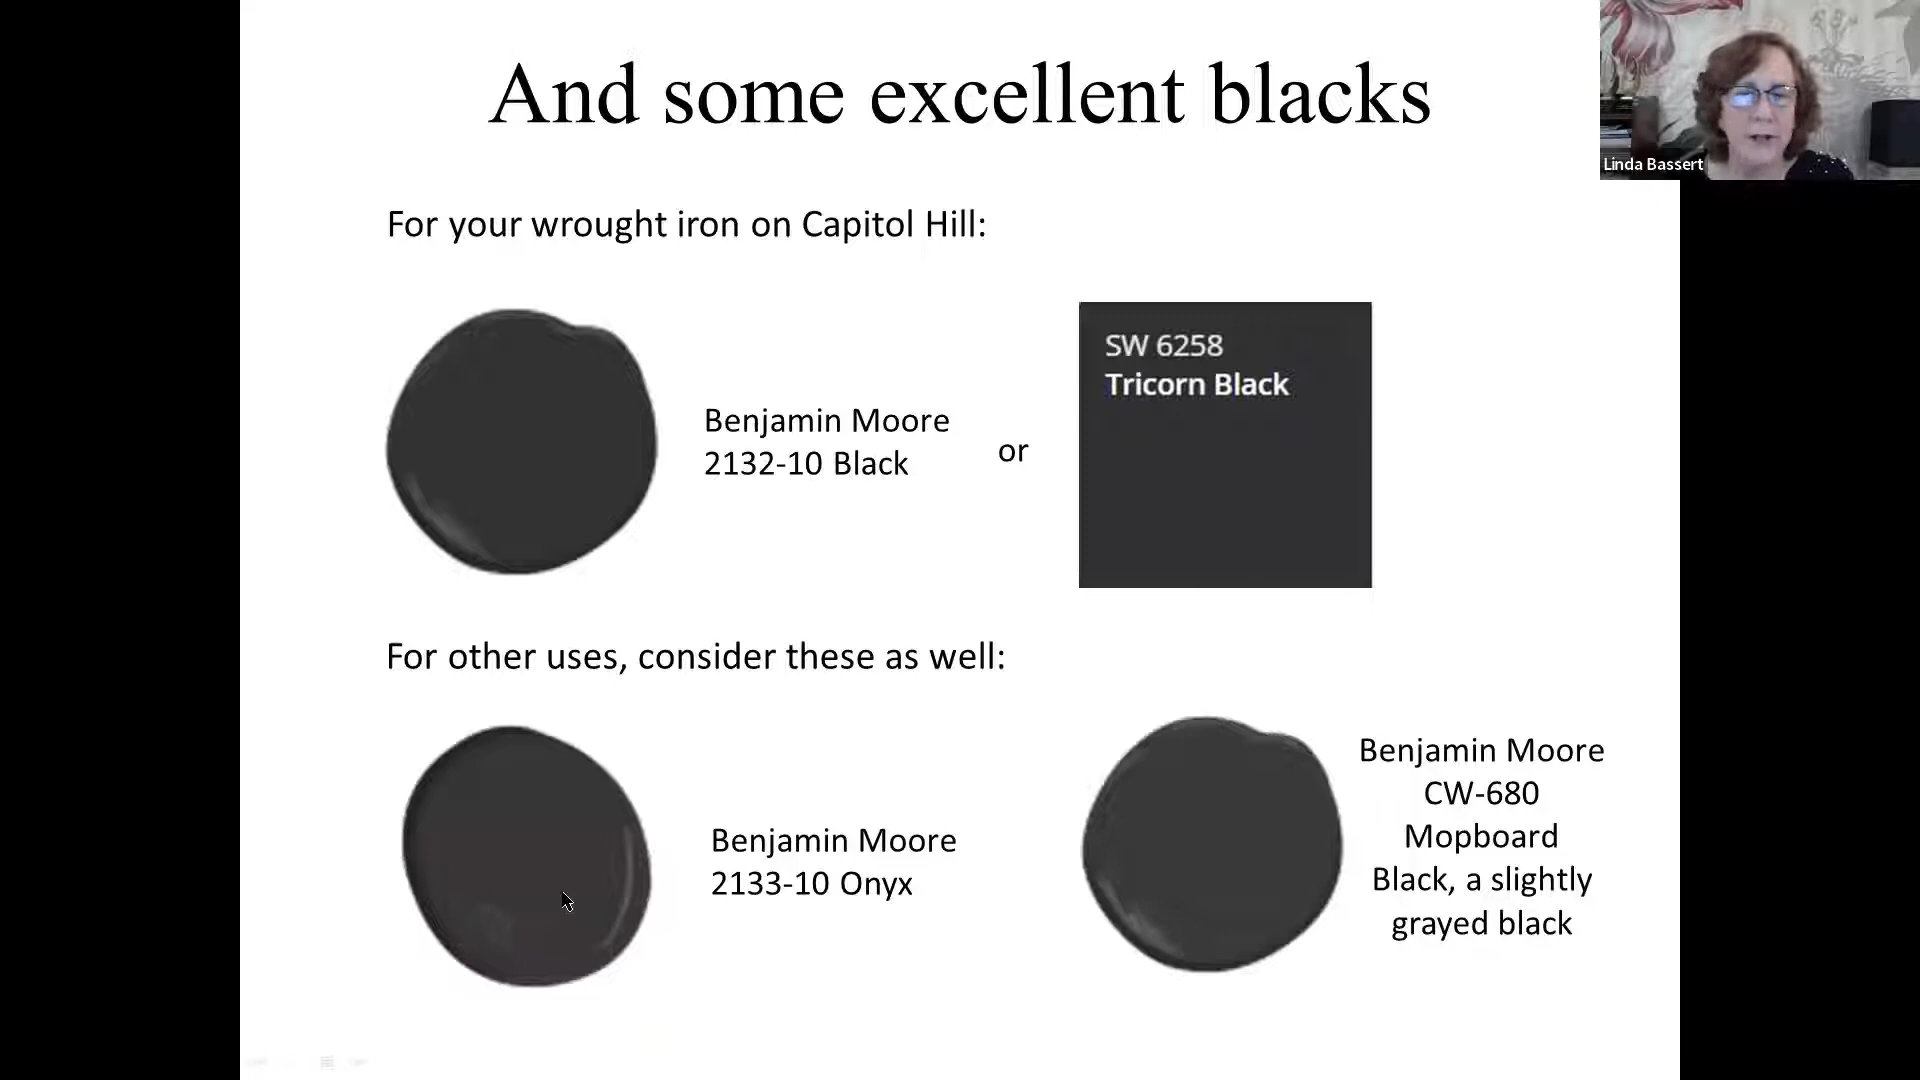 And some excellent blacks
Linda Bassert
For your wrought iron on Capitol Hill:
Benjamin Moore
2132-10 Black
or
SW 6258
Tricorn Black
For other uses, consider these as well:
Benjamin Moore
2133-10 Onyx
Benjamin Moore
CW-680
Mopboard
Black, a slightly
grayed black